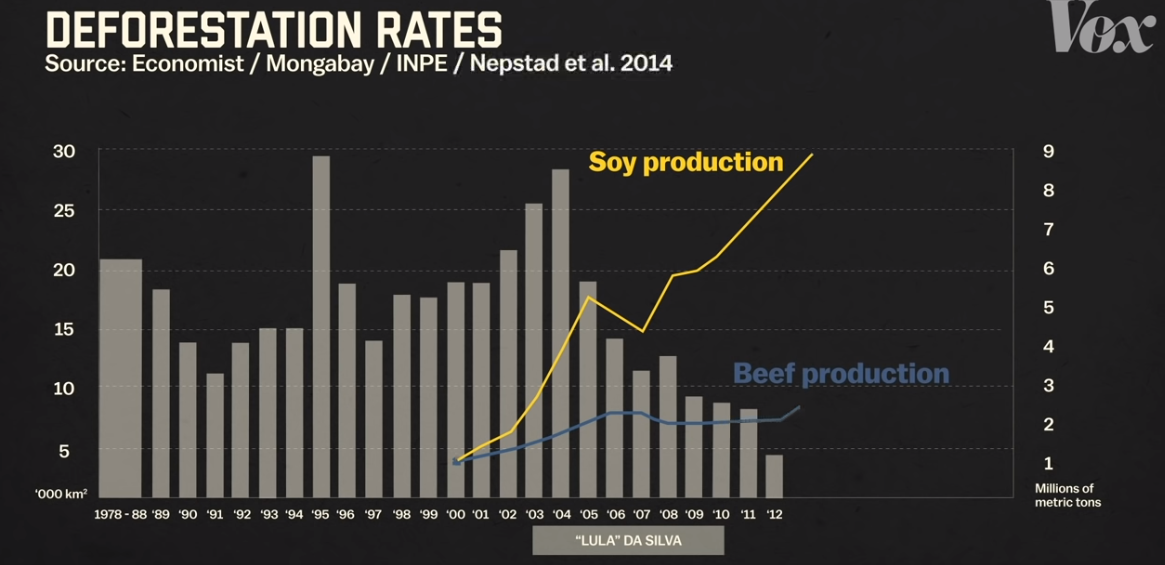 DEFORESTATION RATES
Vox
Source: Economist / Mongabay / INPE / Nepstad et al. 2014
30
25
20
15
10
5
'000 km²
Soy production
Beef production
9
8
7
6
5
4
3
2
1
Millions of
metric tons
1978 - 88 '89 '90 '91 '92 '93 '94 '95 '96 '97 '98 '99 '00 '01 '02 '03 '04 '05 '06 '07 '08 '09 '10 '11 '12
"LULA" DA SILVA